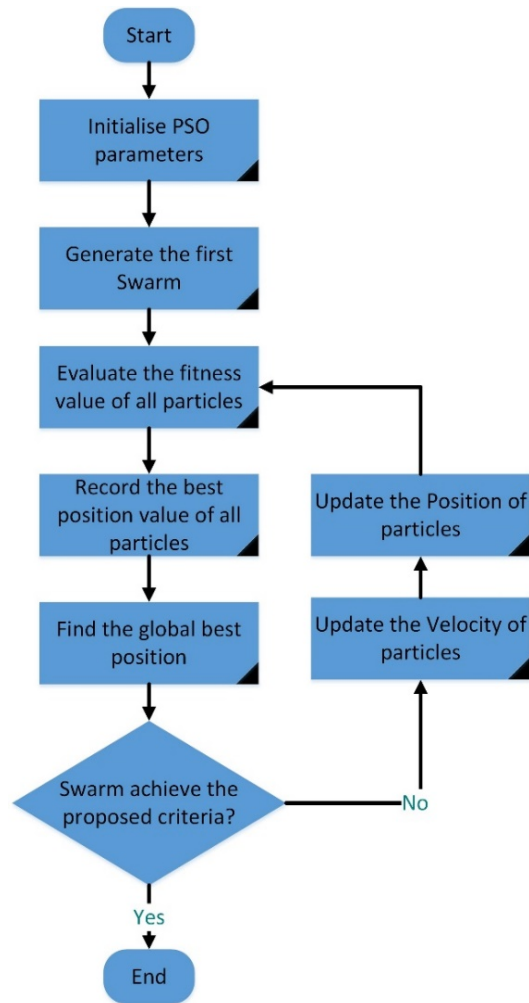 Start
Initialise PSO
parameters
Generate the first
Swarm
Evaluate the fitness
value of all particles
Record the best
position value of all
particles
Find the global best
position
Swarm achieve the
proposed criteria?
No
Update the Velocity of
particles
Update the Position of
particles
Yes
End